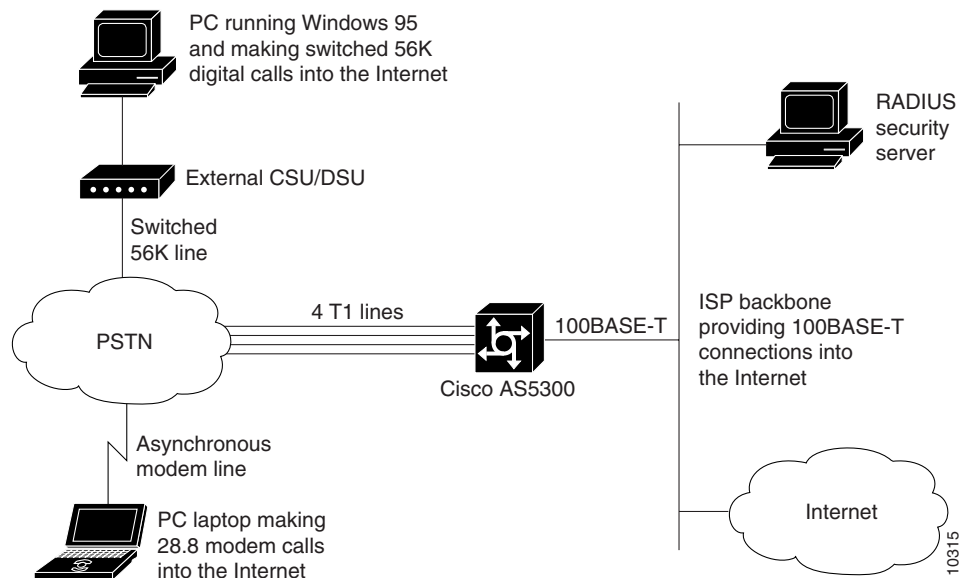 PC running Windows 95
and making switched 56K
digital calls into the Internet
RADIUS
security
server
External CSU/DSU
Switched
56K line
PSTN
4 T1 lines
Cisco AS5300
100BASE-T
ISP backbone
providing 100BASE-T
connections into
the Internet
Asynchronous
modem line
PC laptop making
28.8 modem calls
into the Internet
Internet
10315